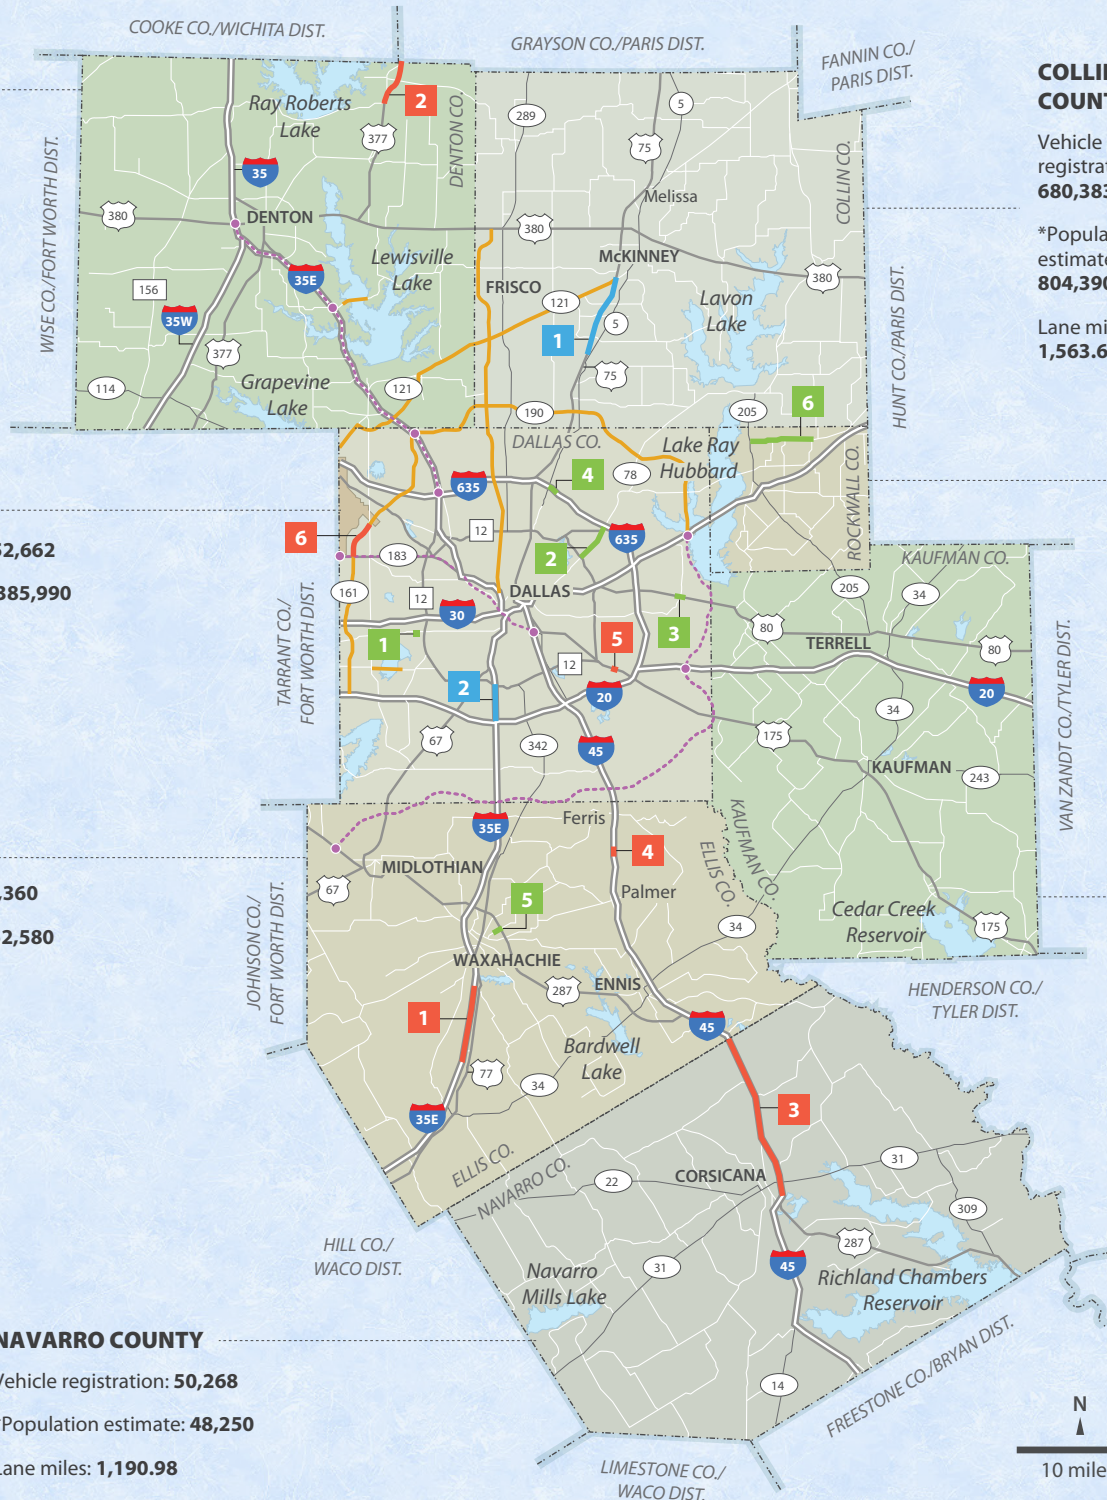 COOKE CO./WICHITA DIST.
GRAYSON CO./PARIS DIST.
FANNIN CO./
PARIS DIST.
WISE CO./FORT WORTH DIST.
DENTON CO.
COLLIN CO.
HUNT CO./PARIS DIST.
Ray Roberts
Lake
2
377
289
5
75
35
Melissa
380
DENTON
380
McKINNEY
380
Lewisville
Lake
35E
FRISCO
121
Lavon
Lake
156
35W
5
1
377
75
Grapevine
Lake
114
121
190
205
6
DALLAS CO.
Lake Ray
Hubbard
ROCKWALL CO.
635
4
78
6
12
635
183
2
KAUFMAN CO.
205
34
161
12
DALLAS
30
80
TARRANT CO./
FORT WORTH DIST.
1
5
3
TERRELL
80
12
2
20
20
34
VAN ZANDT CO./TYLER DIST.
67
342
45
175
KAUFMAN
243
35E
Ferris
KAUFMAN CO.
ELLIS CO.
MIDLOTHIAN
4
67
Palmer
5
34
Cedar Creek
Reservoir
175
JOHNSON CO./
FORT WORTH DIST.
WAXAHACHIE
287
ENNIS
HENDERSON CO./
TYLER DIST.
1
45
Bardwell
Lake
77
34
35E
3
ELLIS CO.
NAVARRO CO.
22
CORSICANA
31
309
HILL CO./
WACO DIST.
287
31
45
Navarro
Mills Lake
Richland Chambers
Reservoir
14
FREESTONE CO./BRYAN DIST.
LIMESTONE CO./
WACO DIST.
N
10 mile
COLLI
COUNT
Vehicle
registra
680,383
*Popula
estimate
804,390
Lane mi
1,563.6
52,662
385,990
,360
2,580
NAVARRO COUNTY
Vehicle registration: 50,268
*Population estimate: 48,250
Lane miles: 1,190.98